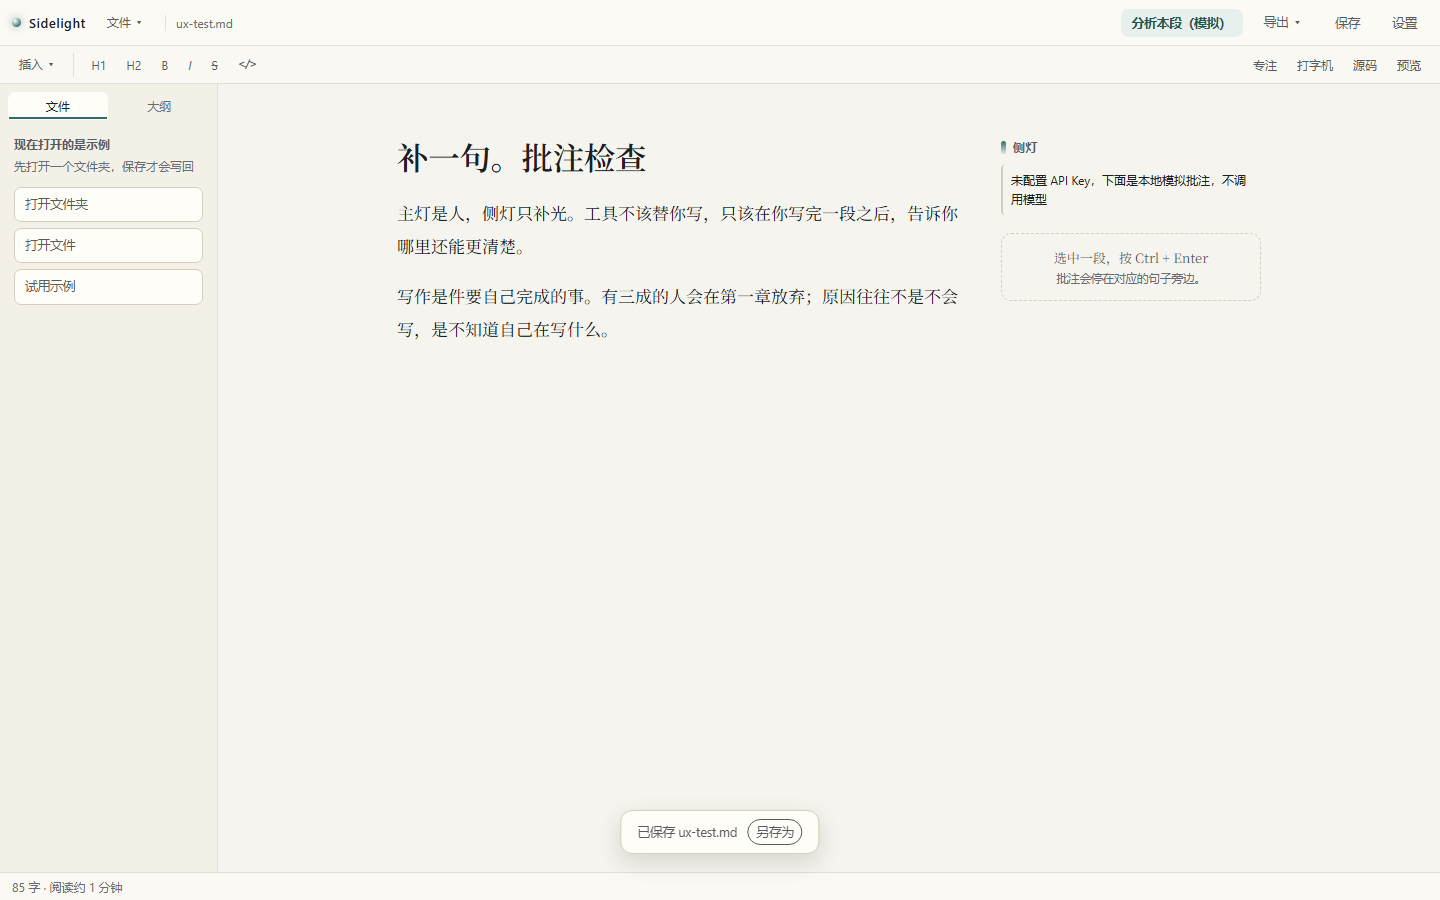 Sidelight 文件 ux-test.md 分析本段（模拟） 导出 保存 设置
插入 H1 H2 B I S </> 专注 打字机 源码 预览
文件 大纲
现在打开的是示例
先打开一个文件夹，保存才会写回
打开文件夹
打开文件
试用示例
补一句。批注检查
主灯是人，侧灯只补光。工具不该替你写，只该在你写完一段之后，告诉你
哪里还能更清楚。
写作是件要自己完成的事。有三成的人会在第一章放弃；原因往往不是不会
写，是不知道自己在写什么。
侧灯
未配置 API Key，下面是本地模拟批注，不调
用模型
选中一段，按 Ctrl + Enter
批注会停在对应的句子旁边。
已保存 ux-test.md 另存为
85 字 · 阅读约 1 分钟